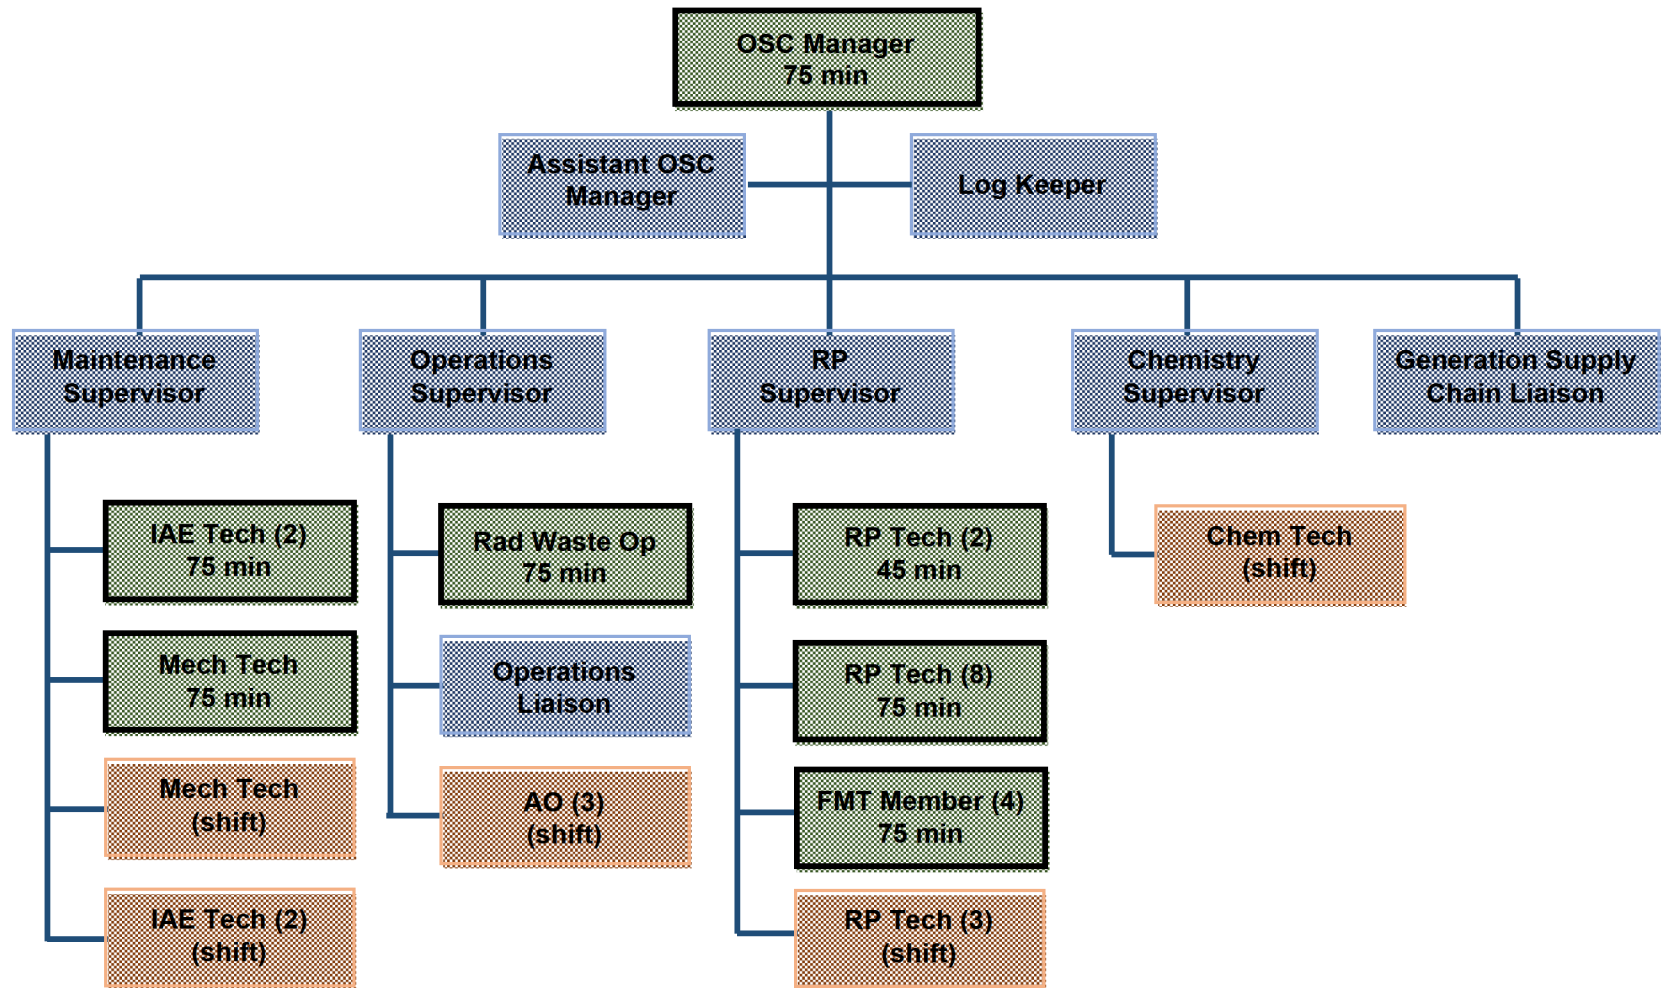 OSC Manager
75 min
Assistant OSC
Manager
Log Keeper
Maintenance
Supervisor
Operations
Supervisor
RP
Supervisor
Chemistry
Supervisor
Generation Supply
Chain Liaison
IAE Tech (2)
75 min
Mech Tech
75 min
Mech Tech
(shift)
IAE Tech (2)
(shift)
Rad Waste Op
75 min
Operations
Liaison
AO (3)
(shift)
RP Tech (2)
45 min
RP Tech (8)
75 min
FMT Member (4)
75 min
RP Tech (3)
(shift)
Chem Tech
(shift)